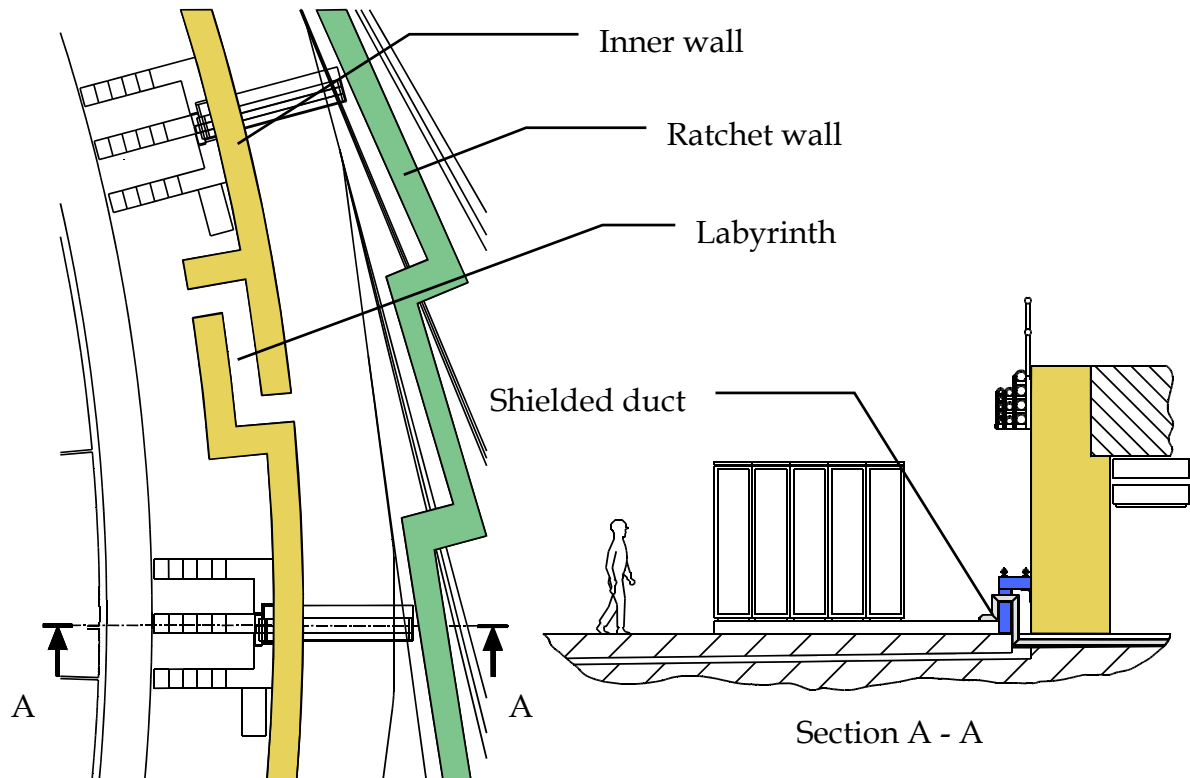 Inner wall
Ratchet wall
Labyrinth
Shielded duct
A
A
Section A - A